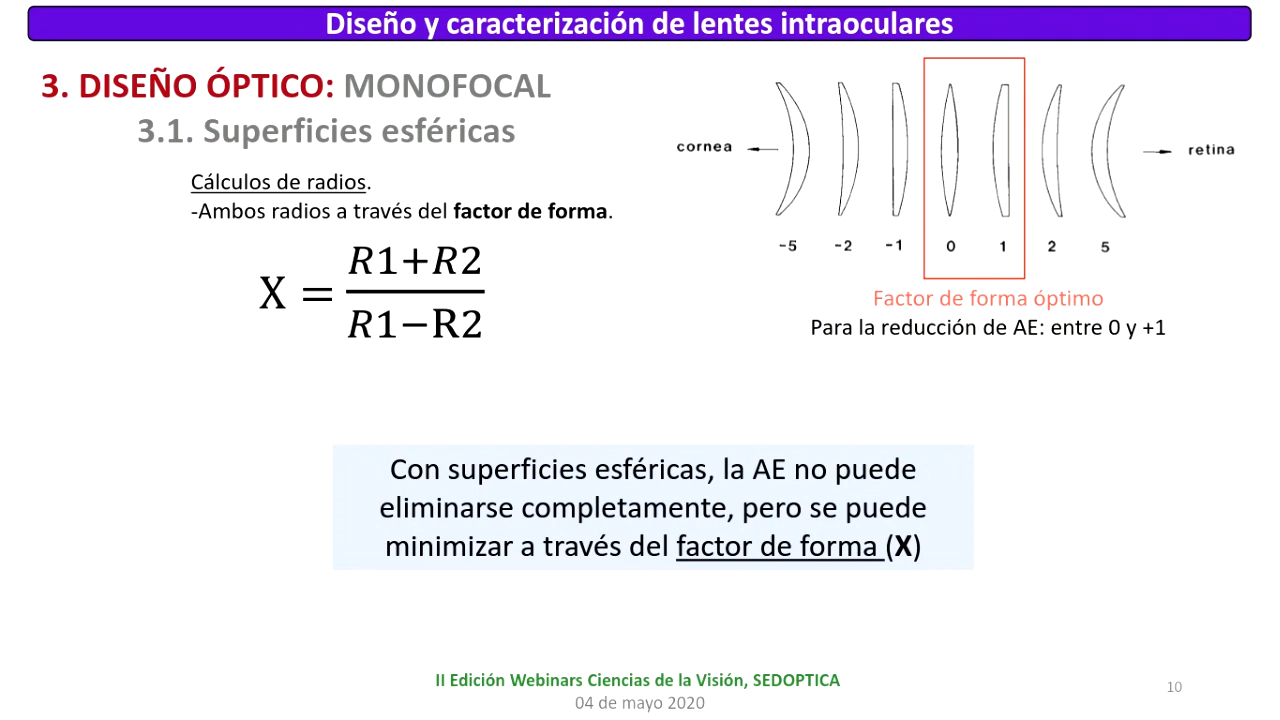 Diseño y caracterización de lentes intraoculares
3. DISEÑO ÓPTICO: MONOFOCAL
3.1. Superficies esféricas
Cálculos de radios.
-Ambos radios a través del factor de forma.
X = (R1+R2)/(R1−R2)
cornea
retina
-5 -2 -1 0 1 2 5
Factor de forma óptimo
Para la reducción de AE: entre 0 y +1
Con superficies esféricas, la AE no puede
eliminarse completamente, pero se puede
minimizar a través del factor de forma (X)
II Edición Webinars Ciencias de la Visión, SEDOPTICA
04 de mayo 2020
10